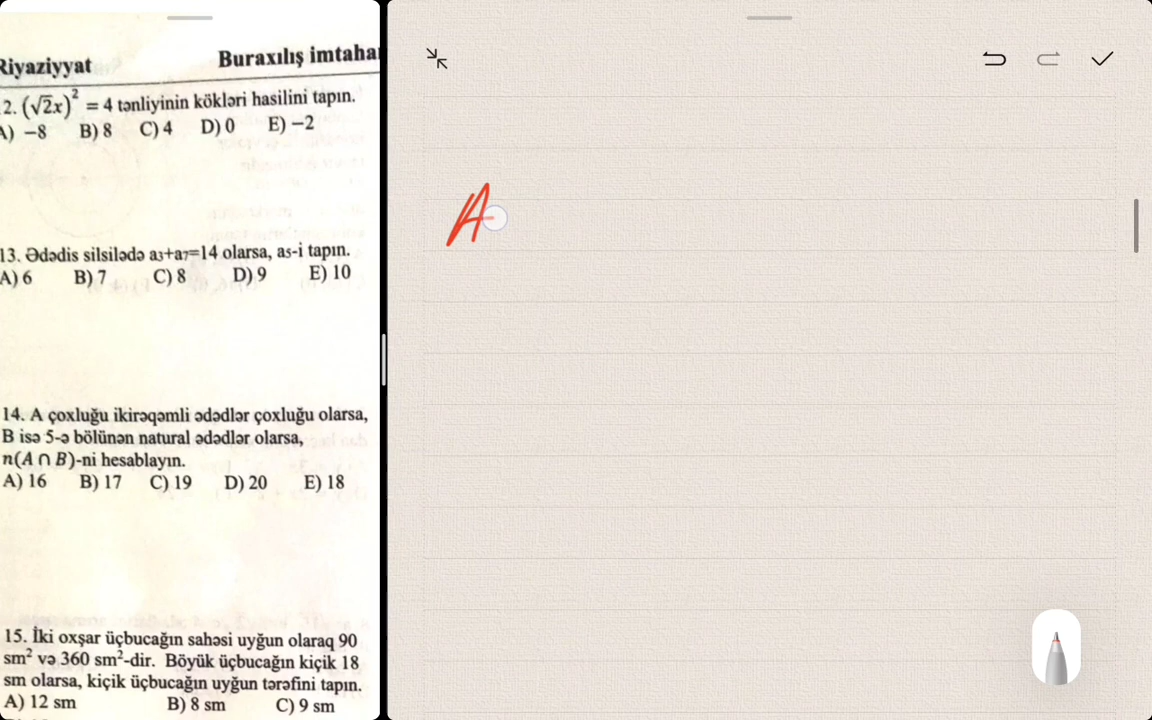 Riyaziyyat
Buraxılış imtaha
2. (√2x)² = 4 tənliyinin kökləri hasilini tapın.
A) −8 B) 8 C) 4 D) 0 E) −2
13. Ədədis silsilədə a₃+a₇=14 olarsa, a₅-i tapın.
A) 6 B) 7 C) 8 D) 9 E) 10
14. A çoxluğu ikirəqəmli ədədlər çoxluğu olarsa,
B isə 5-ə bölünən natural ədədlər olarsa,
n(A ∩ B)-ni hesablayın.
A) 16 B) 17 C) 19 D) 20 E) 18
15. İki oxşar üçbucağın sahəsi uyğun olaraq 90
sm² və 360 sm²-dir. Böyük üçbucağın kiçik 18
sm olarsa, kiçik üçbucağın uyğun tərəfini tapın.
A) 12 sm B) 8 sm C) 9 sm
A